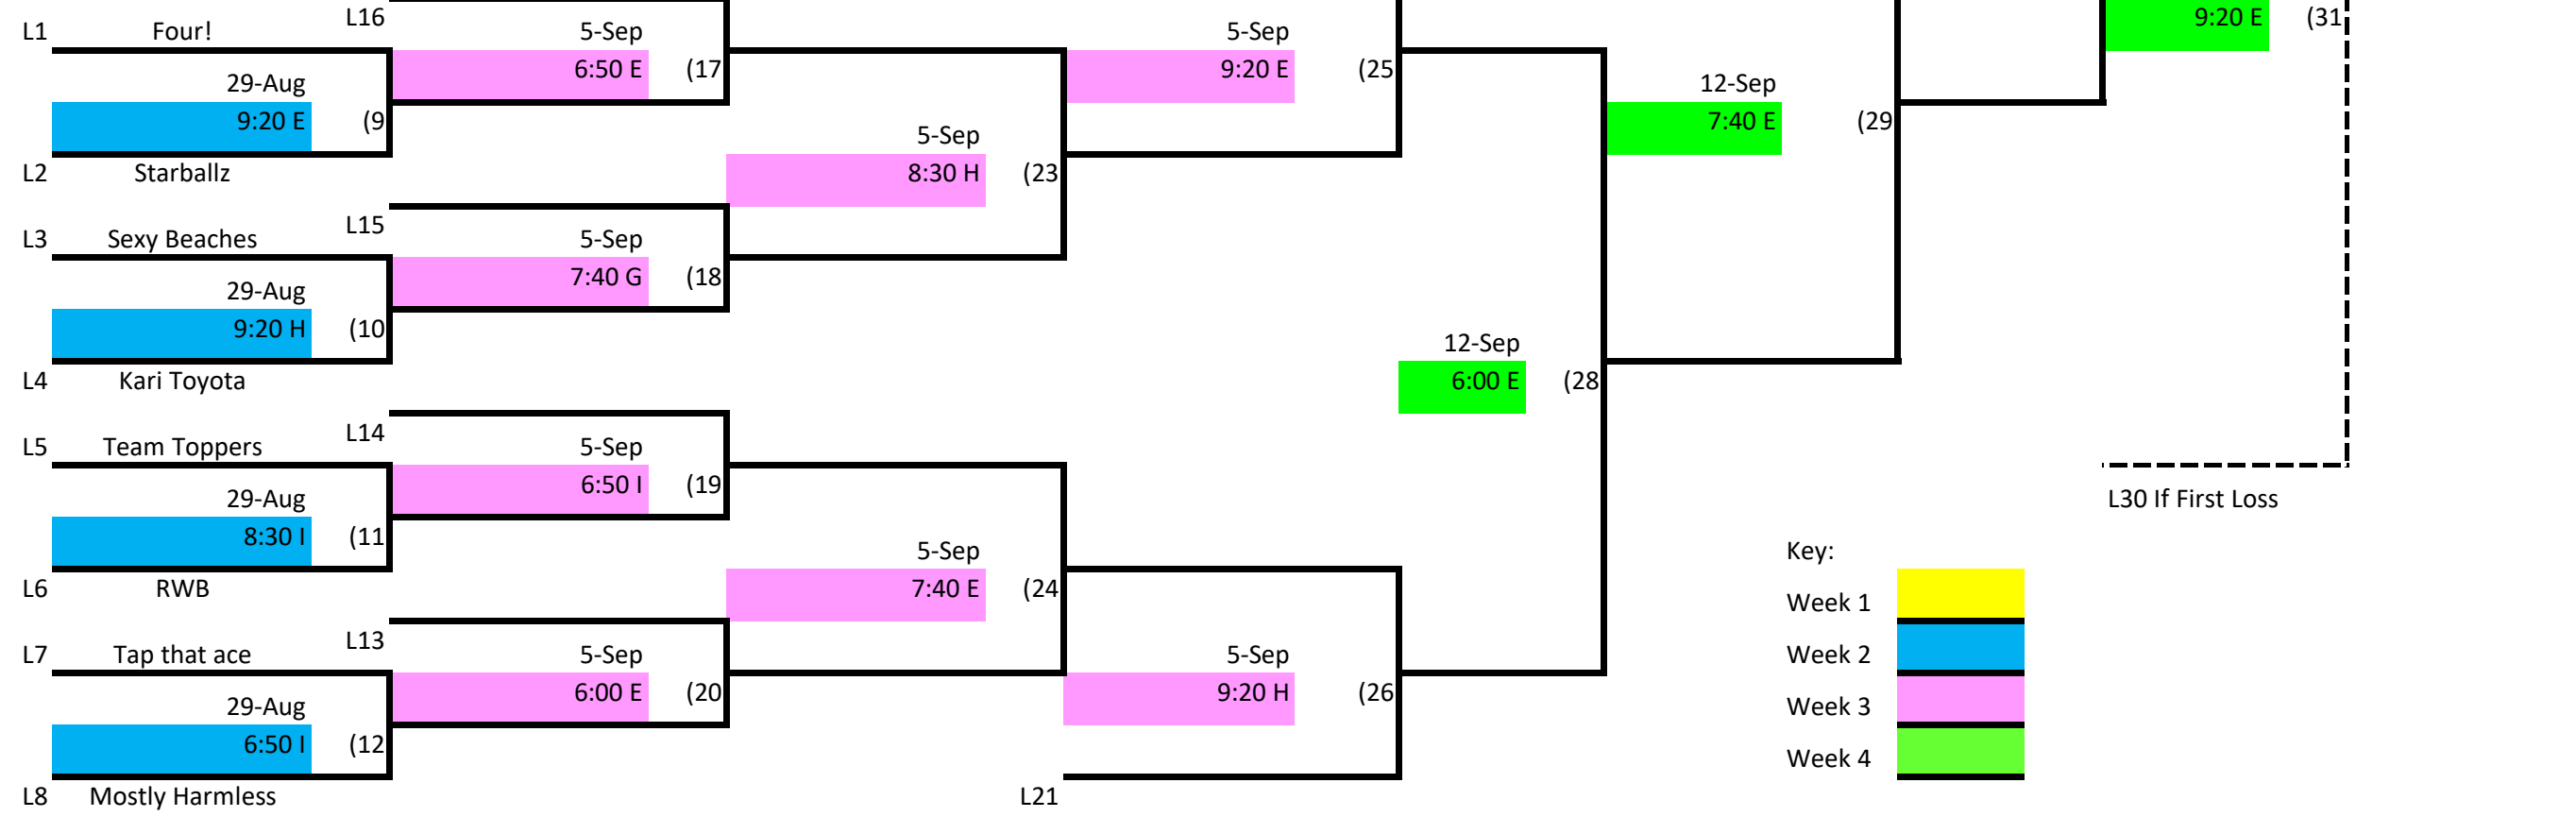 L16
9:20 E (31
L1 Four! 5-Sep 5-Sep
6:50 E (17 9:20 E (25
29-Aug 12-Sep
9:20 E (9 7:40 E (29
5-Sep
L2 Starballz 8:30 H (23
L15
L3 Sexy Beaches 5-Sep
7:40 G (18
29-Aug
9:20 H (10
12-Sep
L4 Kari Toyota 6:00 E (28
L14
L5 Team Toppers 5-Sep
6:50 I (19
29-Aug L30 If First Loss
8:30 I (11
5-Sep Key:
L6 RWB 7:40 E (24
Week 1
L13
L7 Tap that ace 5-Sep 5-Sep Week 2
6:00 E (20 9:20 H (26
29-Aug Week 3
6:50 I (12
Week 4
L8 Mostly Harmless L21